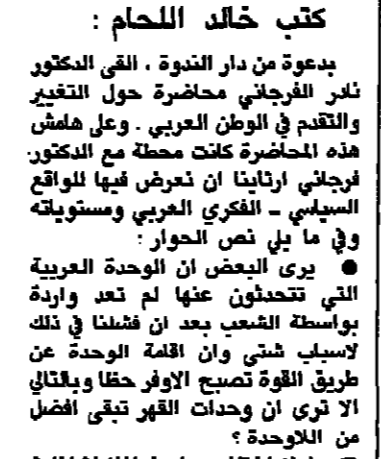 كتب خالد اللحام :
بدعوة من دار الندوة ، القى الدكتور
نادر الفرجاني محاضرة حول التغيير
والتقدم في الوطن العربي . وعلى هامش
هذه المحاضرة كانت محطة مع الدكتور
فرجاني ارتاينا ان نعرض فيها للواقع
السياسي - الفكري العربي ومستوياته
وفي ما يلي نص الحوار :
● يرى البعض ان الوحدة العربية
التي تتحدثون عنها لم تعد واردة
بواسطة الشعب بعد ان فشلنا في ذلك
لاسباب شتى وان اقامة الوحدة عن
طريق القوة تصبح الاوفر حظا وبالتالي
الا ترى ان وحدات القهر تبقى افضل
من اللاوحدة ؟